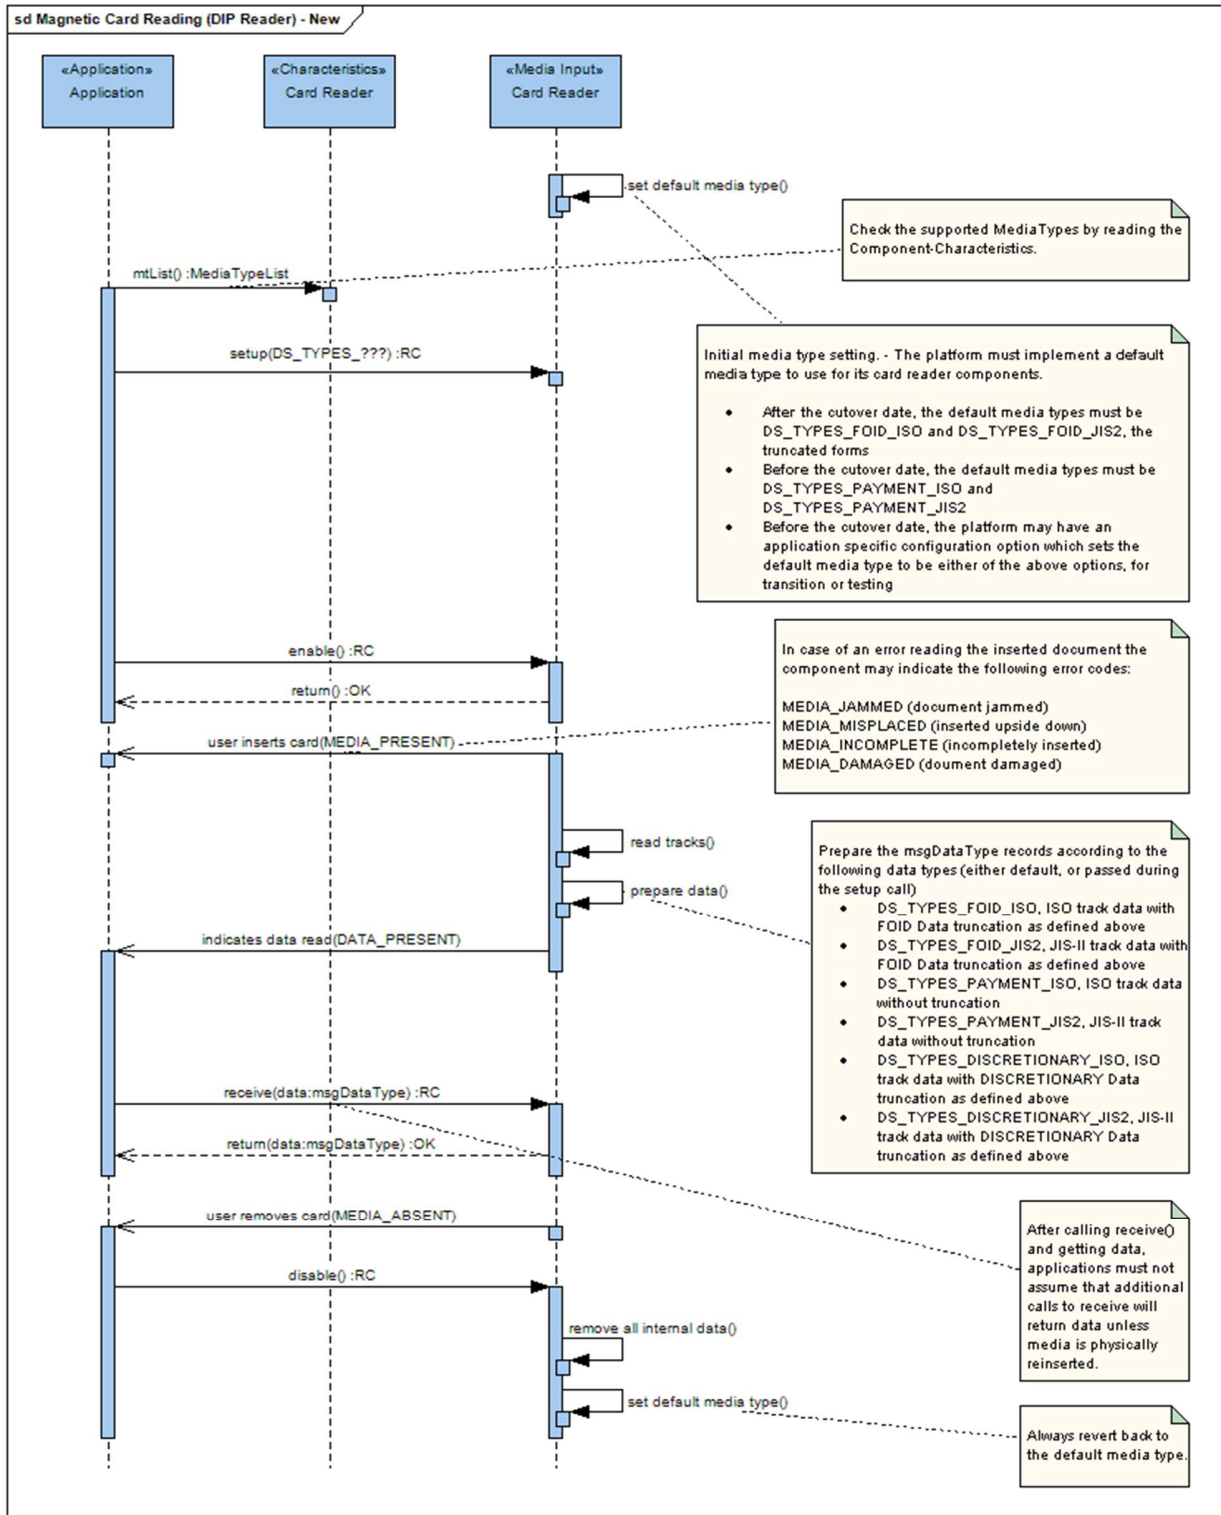 sd Magnetic Card Reading (DIP Reader) - New
«Application»
Application
«Characteristics»
Card Reader
«Media Input»
Card Reader
set default media type()
Check the supported MediaTypes by reading the
Component-Characteristics.
mtList() :MediaTypeList
setup(DS_TYPES_???) :RC
Initial media type setting. - The platform must implement a default
media type to use for its card reader components.
• After the cutover date, the default media types must be
DS_TYPES_FOID_ISO and DS_TYPES_FOID_JIS2, the
truncated forms
• Before the cutover date, the default media types must be
DS_TYPES_PAYMENT_ISO and
DS_TYPES_PAYMENT_JIS2
• Before the cutover date, the platform may have an
application specific configuration option which sets the
default media type to be either of the above options, for
transition or testing
enable() :RC
return() :OK
In case of an error reading the inserted document the
component may indicate the following error codes:
MEDIA_JAMMED (document jammed)
MEDIA_MISPLACED (inserted upside down)
MEDIA_INCOMPLETE (incompletely inserted)
MEDIA_DAMAGED (doument damaged)
user inserts card(MEDIA_PRESENT)
read tracks()
prepare data()
Prepare the msgDataType records according to the
following data types (either default, or passed during
the setup call)
• DS_TYPES_FOID_ISO, ISO track data with
FOID Data truncation as defined above
• DS_TYPES_FOID_JIS2, JIS-II track data with
FOID Data truncation as defined above
• DS_TYPES_PAYMENT_ISO, ISO track data
without truncation
• DS_TYPES_PAYMENT_JIS2, JIS-II track
data without truncation
• DS_TYPES_DISCRETIONARY_ISO, ISO
track data with DISCRETIONARY Data
truncation as defined above
• DS_TYPES_DISCRETIONARY_JIS2, JIS-II
track data with DISCRETIONARY Data
truncation as defined above
indicates data read(DATA_PRESENT)
receive(data:msgDataType) :RC
return(data:msgDataType) :OK
user removes card(MEDIA_ABSENT)
After calling receive()
and getting data,
applications must not
assume that additional
calls to receive will
return data unless
media is physically
reinserted.
disable() :RC
remove all internal data()
set default media type()
Always revert back to
the default media type.